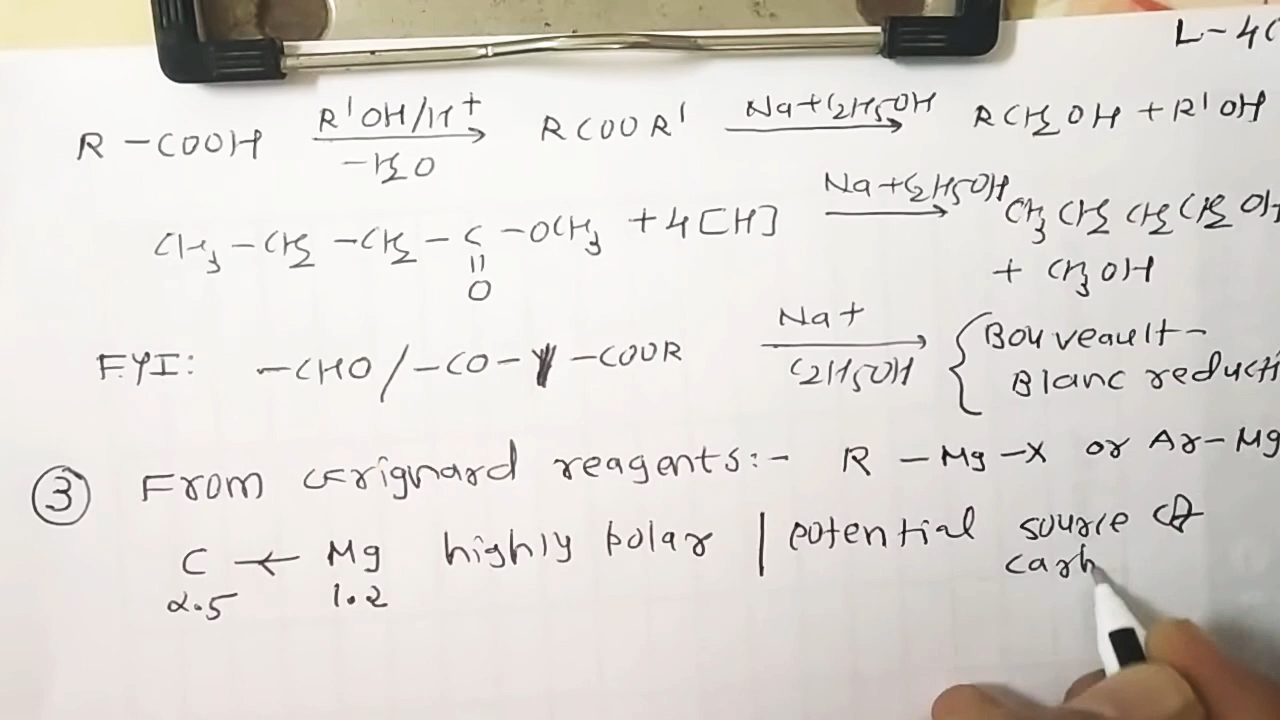 L-40
R-COOH R'OH/H+ -H2O RCOOR' Na+C2H5OH RCH2OH + R'OH
CH3-CH2-CH2-C-OCH3 + 4[H] Na+C2H5OH CH3CH2CH2CH2OH
||
O
+ CH3OH
F.Y.I: -CHO/-CO- -COOR Na+ C2H5OH { Bouveault-
Blanc reducti
③ From Grignard reagents:- R-Mg-X or Ar-Mg
C ← Mg highly polar | potential source of
2.5 1.2
carb